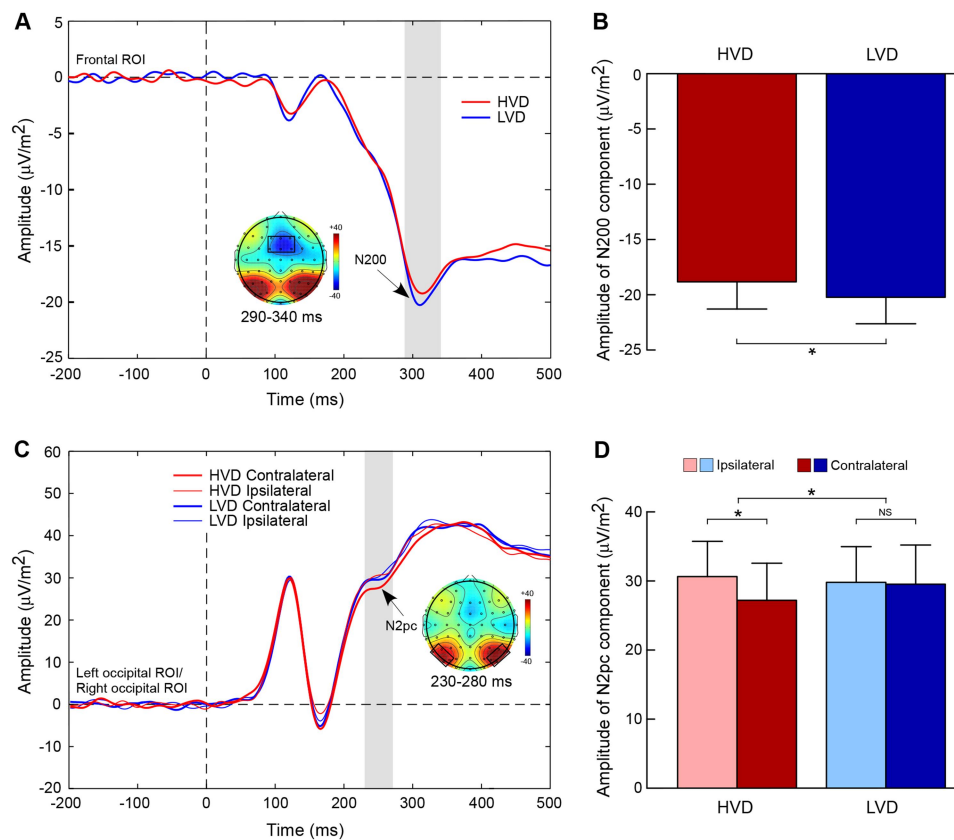 A
Frontal ROI
HVD
LVD
+40
-40
N200
290-340 ms
5
0
-5
-10
-15
-20
-25
Amplitude (µV/m²)
-200 -100 0 100 200 300 400 500
Time (ms)
B
HVD LVD
0
-5
-10
-15
-20
-25
Amplitude of N200 component (µV/m²)
*
C
HVD Contralateral
HVD Ipsilateral
LVD Contralateral
LVD Ipsilateral
N2pc
+40
-40
230-280 ms
Left occipital ROI/
Right occipital ROI
60
50
40
30
20
10
0
-10
-20
Amplitude (µV/m²)
-200 -100 0 100 200 300 400 500
Time (ms)
D
Ipsilateral Contralateral
*
* NS
50
40
30
20
10
0
Amplitude of N2pc component (µV/m²)
HVD LVD